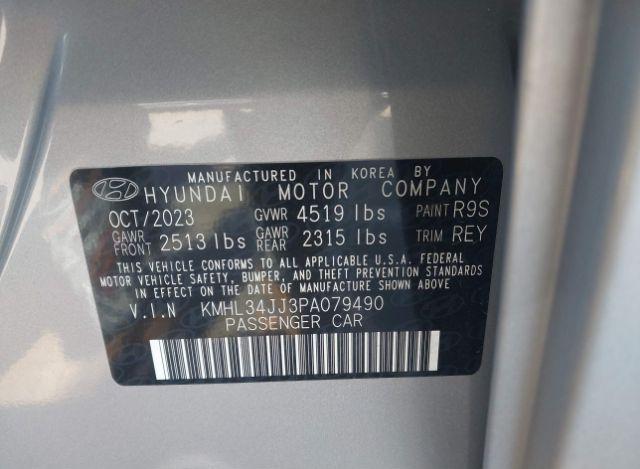 MANUFACTURED IN KOREA BY
HYUNDAI MOTOR COMPANY
OCT/2023 GVWR 4519 lbs PAINT R9S
GAWR FRONT 2513 lbs GAWR REAR 2315 lbs TRIM REY
THIS VEHICLE CONFORMS TO ALL APPLICABLE U.S.A. FEDERAL
MOTOR VEHICLE SAFETY, BUMPER, AND THEFT PREVENTION STANDARDS
IN EFFECT ON THE DATE OF MANUFACTURE SHOWN ABOVE
V.I.N KMHL34JJ3PA079490
PASSENGER CAR